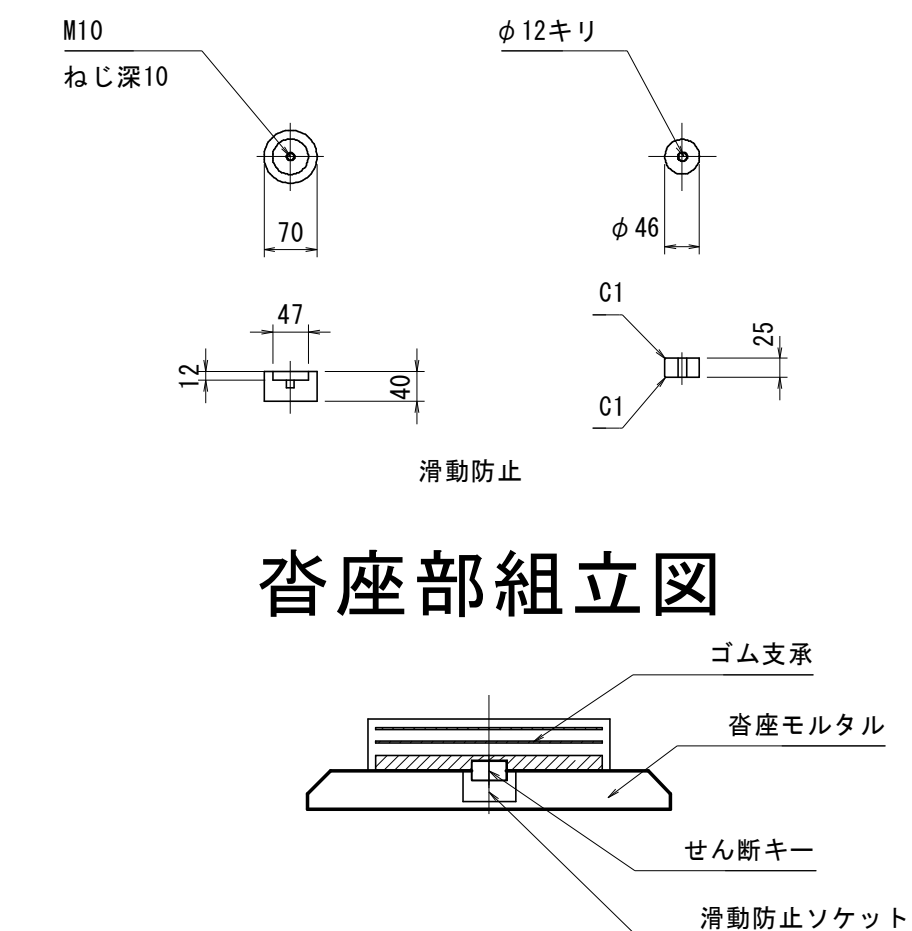 M10
ねじ深10
φ12キリ
70
φ46
47
12
40
C1
25
C1
滑動防止
沓座部組立図
ゴム支承
沓座モルタル
せん断キー
滑動防止ソケット